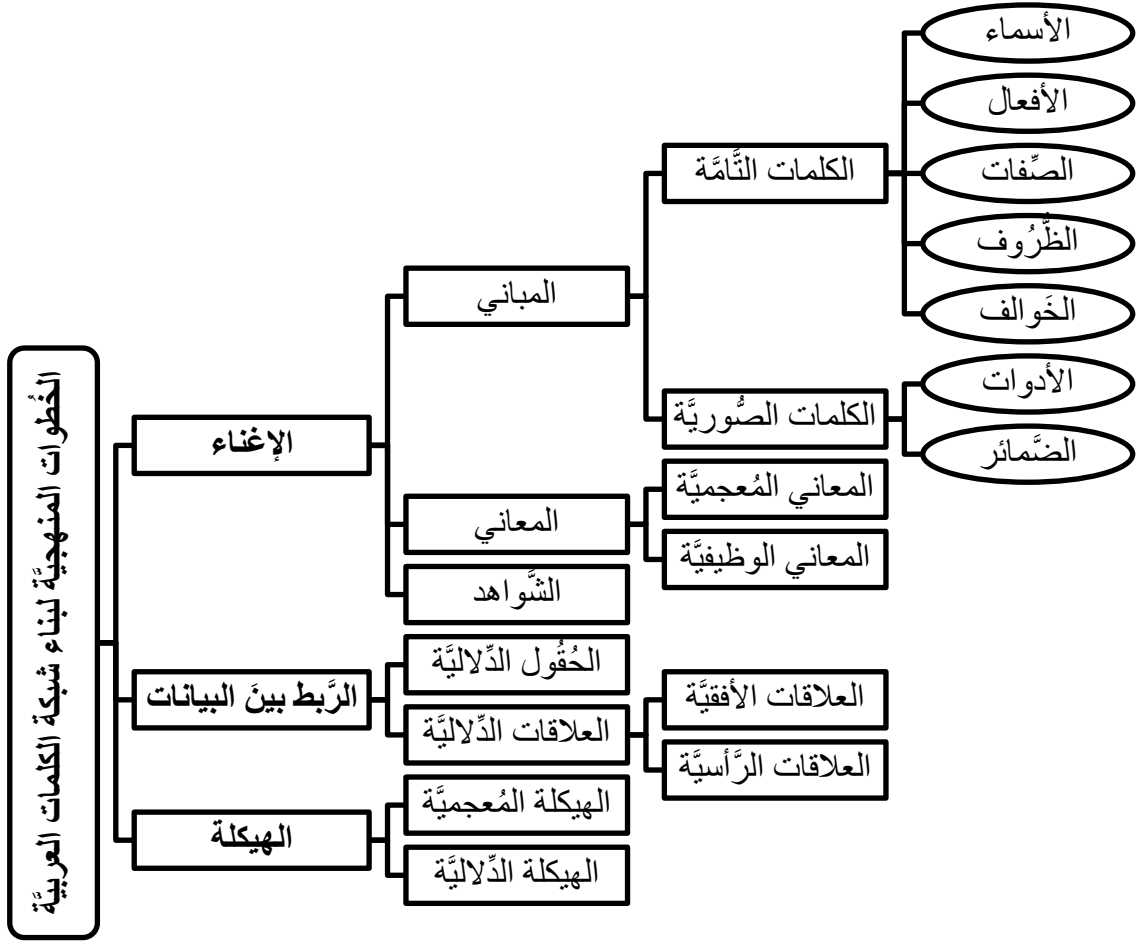 الخُطوات المنهجيَّة لبناء شبكة الكلمات العربيَّة
الإغناء
المباني
الكلمات التَّامَّة
الأسماء
الأفعال
الصِّفات
الظُّرُوف
الخَوالف
الكلمات الصُّوريَّة
الأدوات
الضَّمائر
المعاني
المعاني المُعجميَّة
المعاني الوظيفيَّة
الشَّواهد
الرَّبط بينَ البيانات
الحُقُول الدِّلاليَّة
العلاقات الدِّلاليَّة
العلاقات الأفقيَّة
العلاقات الرَّأسيَّة
الهيكلة
الهيكلة المُعجميَّة
الهيكلة الدِّلاليَّة